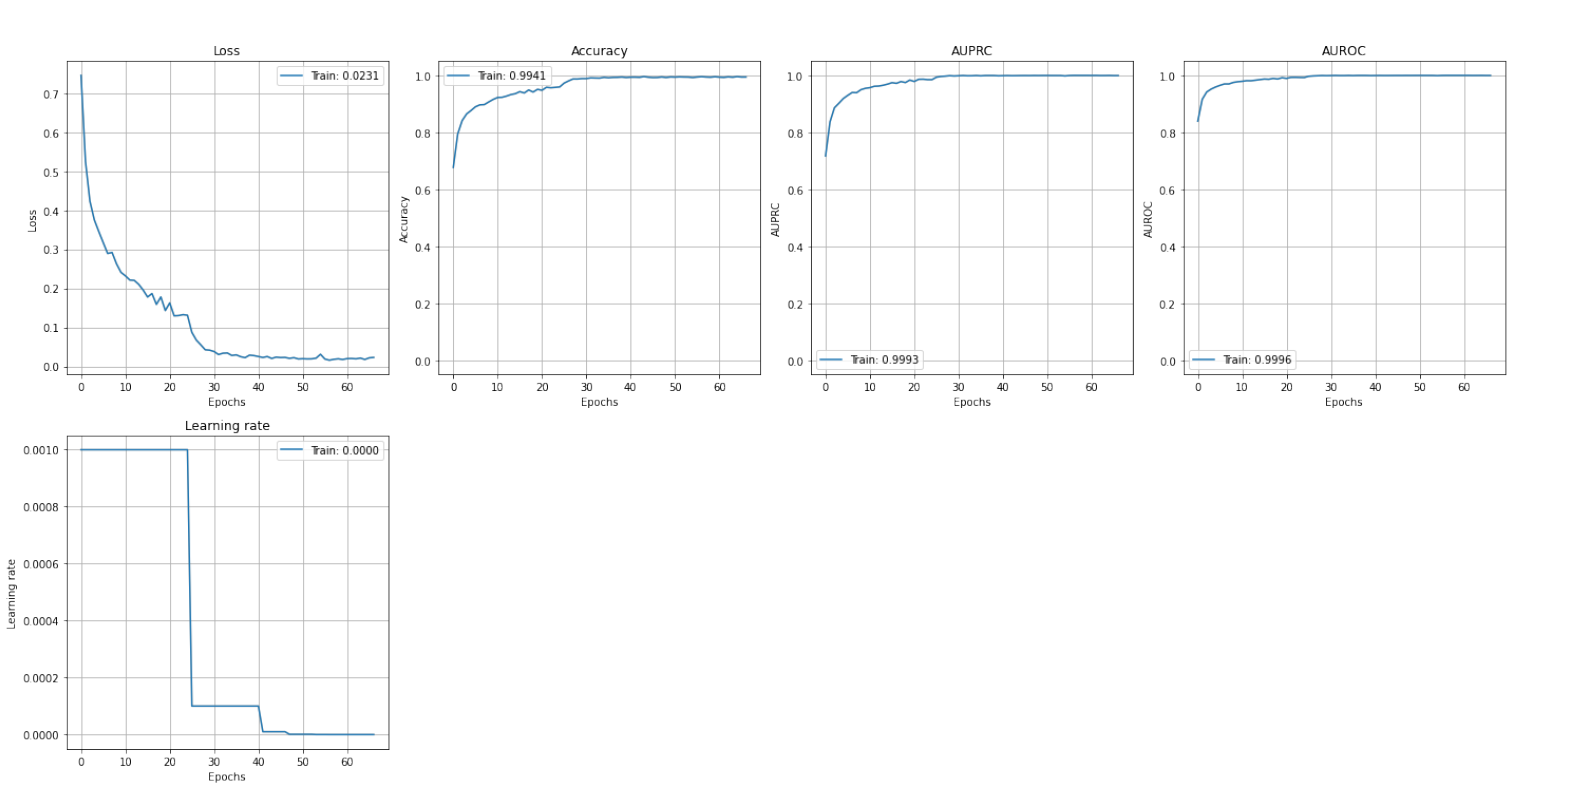 Loss
Train: 0.0231
0.7
0.6
0.5
0.4
0.3
0.2
0.1
0.0
Loss
0 10 20 30 40 50 60
Epochs
Accuracy
Train: 0.9941
1.0
0.8
0.6
0.4
0.2
0.0
Accuracy
0 10 20 30 40 50 60
Epochs
AUPRC
1.0
0.8
0.6
0.4
0.2
0.0
AUPRC
Train: 0.9993
0 10 20 30 40 50 60
Epochs
AUROC
1.0
0.8
0.6
0.4
0.2
0.0
AUROC
Train: 0.9996
0 10 20 30 40 50 60
Epochs
Learning rate
Train: 0.0000
0.0010
0.0008
0.0006
0.0004
0.0002
0.0000
Learning rate
0 10 20 30 40 50 60
Epochs